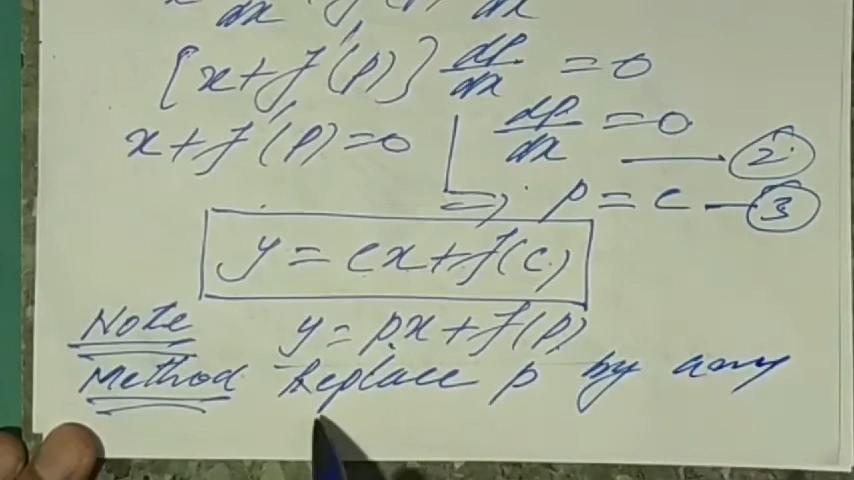 [x+f'(p)] dp/dx = 0
x+f'(p)=0 | dp/dx = 0 — (2)
⇒ p = c — (3)
y = cx+f(c)
Note y = px+f(p)
Method Replace p by any